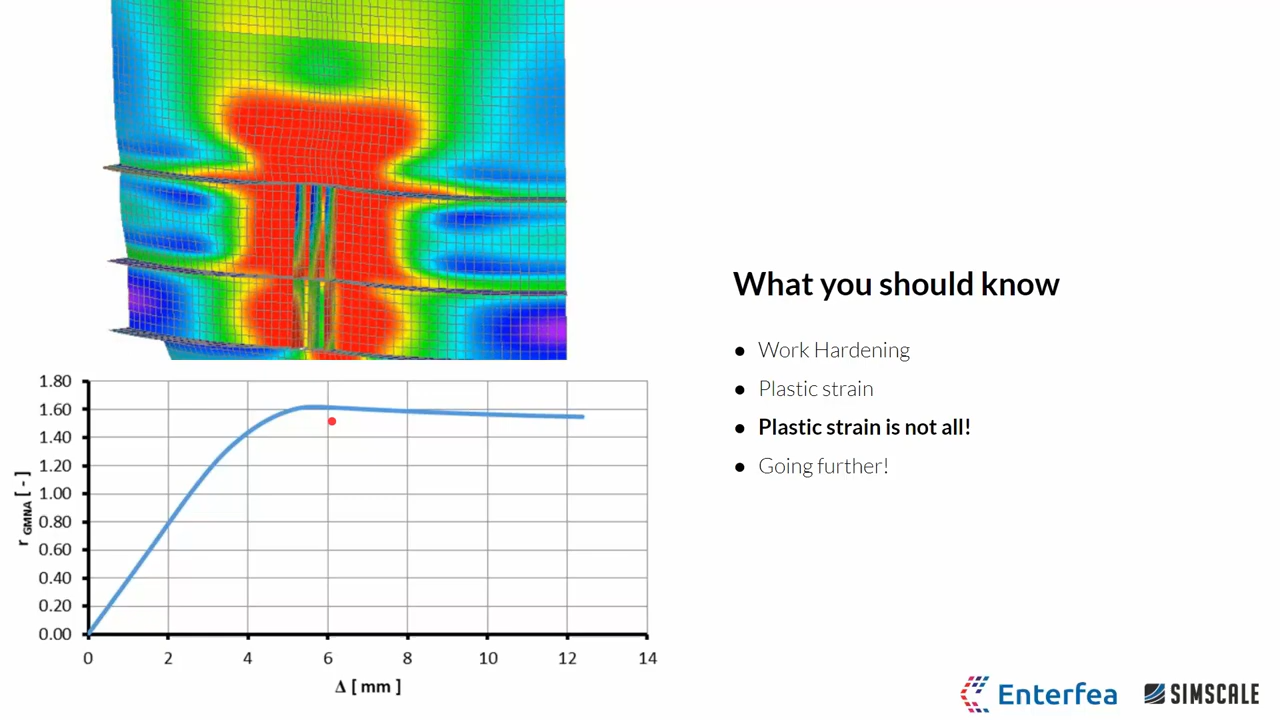 What you should know
● Work Hardening
● Plastic strain
● Plastic strain is not all!
● Going further!
1.80
1.60
1.40
1.20
1.00
0.80
0.60
0.40
0.20
0.00
r GMNA [ - ]
0 2 4 6 8 10 12 14
Δ [ mm ]
Enterfea
SIMSCALE